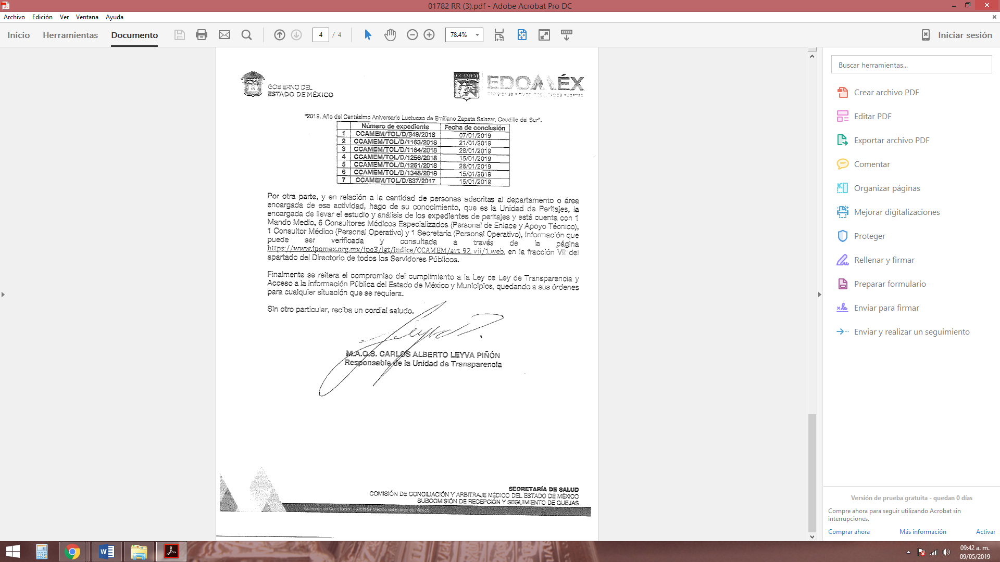 01782 RR (3).pdf - Adobe Acrobat Pro DC
Archivo Edición Ver Ventana Ayuda
Inicio Herramientas Documento 4 / 4 78.4% Iniciar sesión
GOBIERNO DEL
ESTADO DE MÉXICO
CCAMEM
EDOMÉX
DECISIONES FIRMES, RESULTADOS FUERTES
"2019. Año del Centésimo Aniversario Luctuoso de Emiliano Zapata Salazar, Caudillo del Sur".
Número de expediente Fecha de conclusión
1 CCAMEM/TOL/D/849/2018 07/01/2019
2 CCAMEM/TOL/D/1163/2018 21/01/2019
3 CCAMEM/TOL/D/1164/2018 28/01/2019
4 CCAMEM/TOL/D/1256/2018 15/01/2019
5 CCAMEM/TOL/D/1261/2018 28/01/2019
6 CCAMEM/TOL/D/1348/2018 15/01/2019
7 CCAMEM/TOL/D/837/2017 15/01/2019
Por otra parte, y en relación a la cantidad de personas adscritas al departamento o área
encargada de esa actividad, hago de su conocimiento, que es la Unidad de Peritajes, la
encargada de llevar el estudio y análisis de los expedientes de peritajes y está cuenta con 1
Mando Medio, 6 Consultores Médicos Especializados (Personal de Enlace y Apoyo Técnico),
1 Consultor Médico (Personal Operativo) y 1 Secretaría (Personal Operativo), información que
puede ser verificada y consultada a través de la página
https://www.ipomex.org.mx/ipo3/lgt/indice/CCAMEM/art_92_vii/1.web, en la fracción VII del
apartado del Directorio de todos los Servidores Públicos.
Finalmente se reitera el compromiso del cumplimiento a la Ley de Ley de Transparencia y
Acceso a la Información Pública del Estado de México y Municipios, quedando a sus órdenes
para cualquier situación que se requiera.
Sin otro particular, reciba un cordial saludo.
M.A.O.S. CARLOS ALBERTO LEYVA PIÑÓN
Responsable de la Unidad de Transparencia
SECRETARÍA DE SALUD
COMISIÓN DE CONCILIACIÓN Y ARBITRAJE MÉDICO DEL ESTADO DE MÉXICO
SUBCOMISIÓN DE RECEPCIÓN Y SEGUIMIENTO DE QUEJAS
Comisión de Conciliación y Arbitraje Médico del Estado de México
Buscar herramientas...
Crear archivo PDF
Editar PDF
Exportar archivo PDF
Comentar
Organizar páginas
Mejorar digitalizaciones
Proteger
Rellenar y firmar
Preparar formulario
Enviar para firmar
Enviar y realizar un seguimiento
Versión de prueba gratuita - quedan 0 días
Compre ahora para seguir utilizando Acrobat sin
interrupciones.
Comprar ahora Más información Activar
09:42 a. m.
09/05/2019